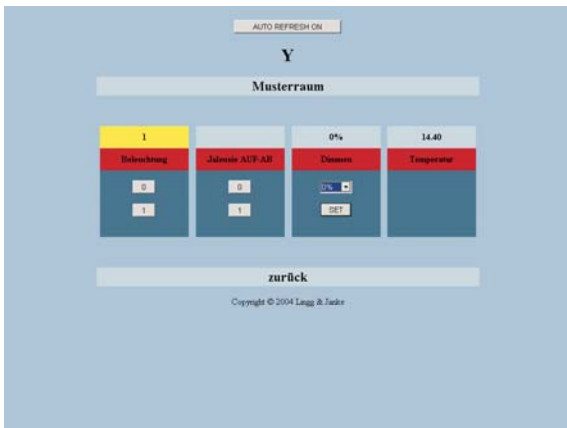 AUTO REFRESH ON
Y
Musterraum
1 0% 14.40
Beleuchtung Jalousie AUF-AB Dimmen Temperatur
0 0 0%
1 1 SET
zurück
Copyright © 2004 Lingg & Janke